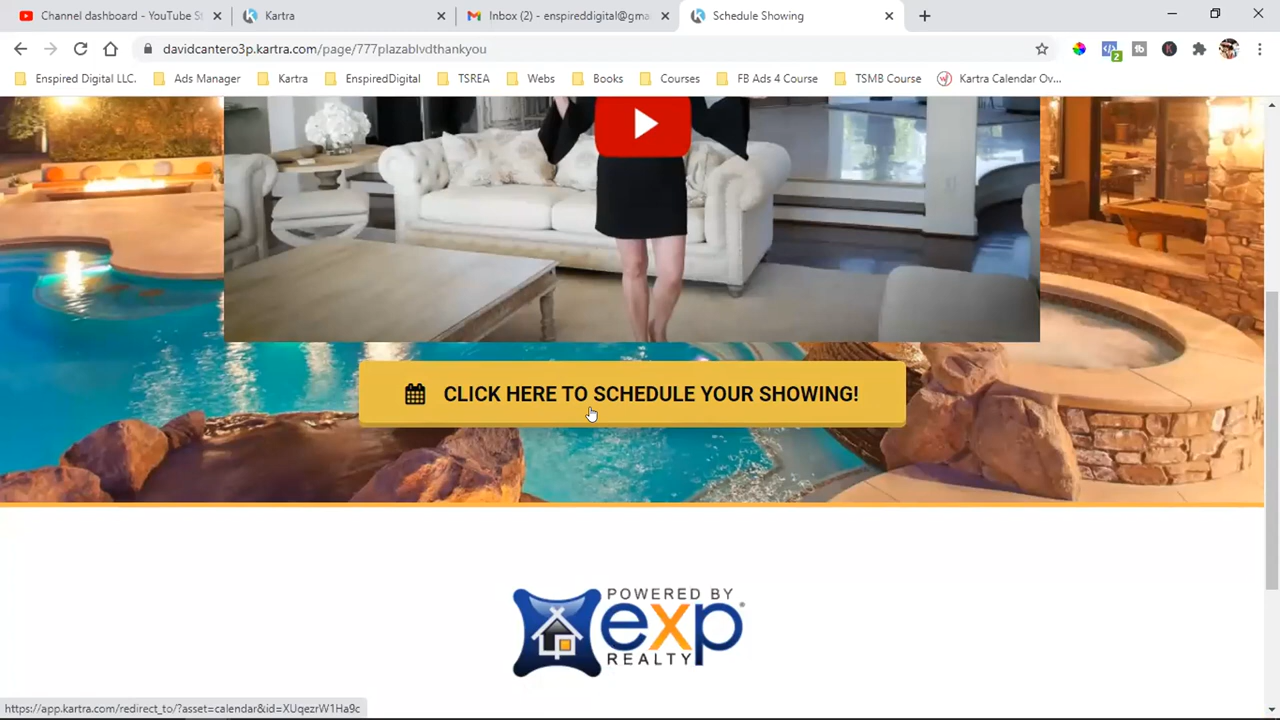 Channel dashboard - YouTube St
Kartra
Inbox (2) - enspireddigital@gma
Schedule Showing
davidcantero3p.kartra.com/page/777plazablvdthankyou
2
Enspired Digital LLC.
Ads Manager
Kartra
EnspiredDigital
TSREA
Webs
Books
Courses
FB Ads 4 Course
TSMB Course
Kartra Calendar Ov...
CLICK HERE TO SCHEDULE YOUR SHOWING!
POWERED BY
exp
REALTY
https://app.kartra.com/redirect_to/?asset=calendar&id=XUqezrW1Ha9c